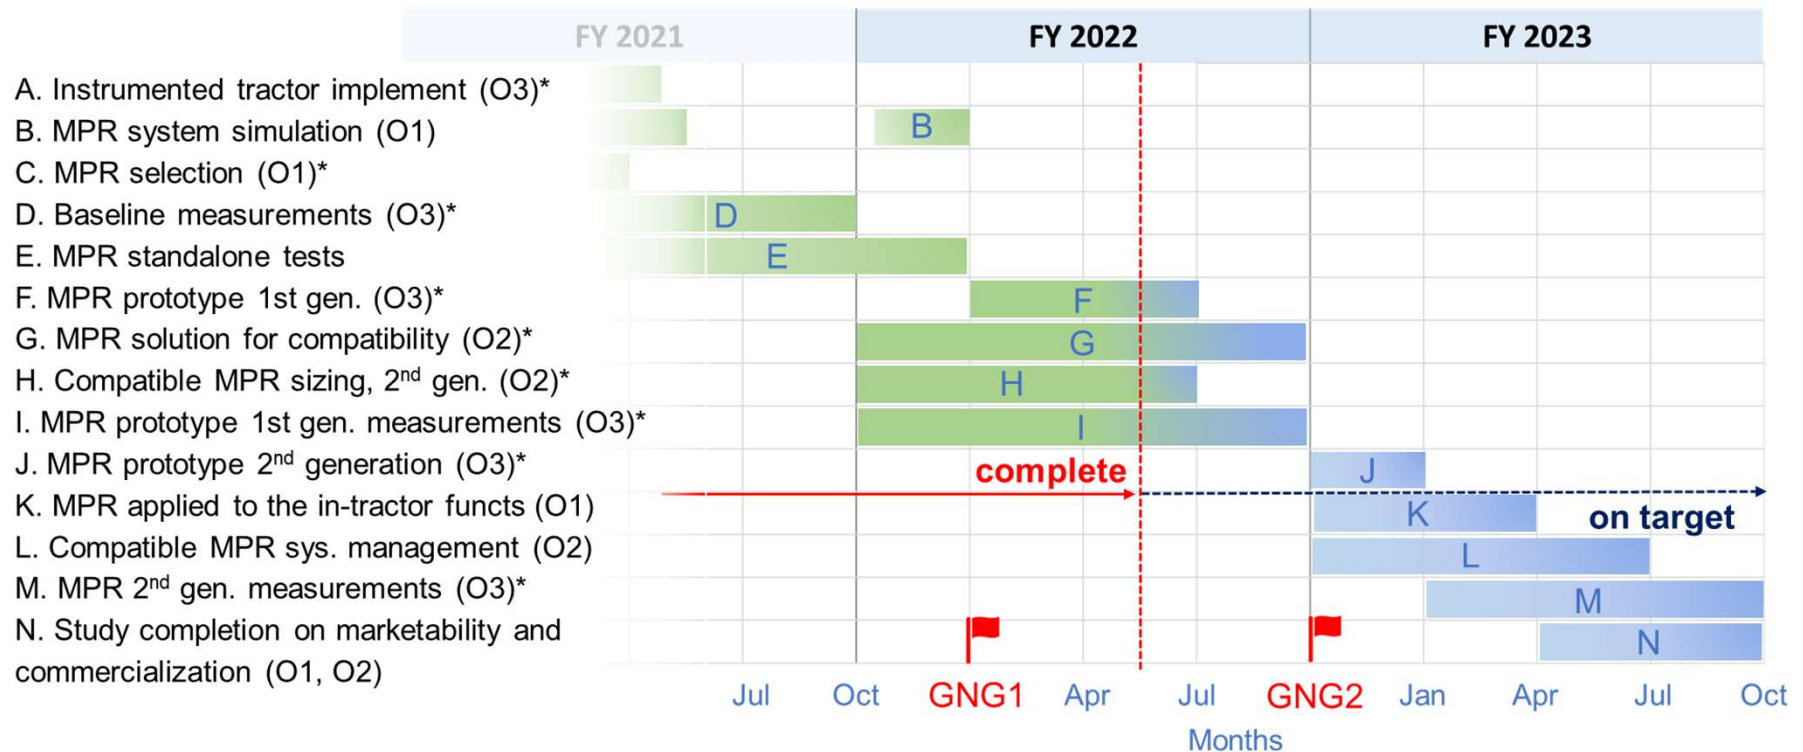 FY 2021 FY 2022 FY 2023
A. Instrumented tractor implement (O3)*
B. MPR system simulation (O1)
B
C. MPR selection (O1)*
D. Baseline measurements (O3)*
D
E. MPR standalone tests
E
F. MPR prototype 1st gen. (O3)*
F
G. MPR solution for compatibility (O2)*
G
H. Compatible MPR sizing, 2nd gen. (O2)*
H
I. MPR prototype 1st gen. measurements (O3)*
I
J. MPR prototype 2nd generation (O3)*
complete
J
K. MPR applied to the in-tractor functs (O1)
K
on target
L. Compatible MPR sys. management (O2)
L
M. MPR 2nd gen. measurements (O3)*
M
N. Study completion on marketability and
commercialization (O1, O2)
N
Jul Oct GNG1 Apr Jul GNG2 Jan Apr Jul Oct
Months